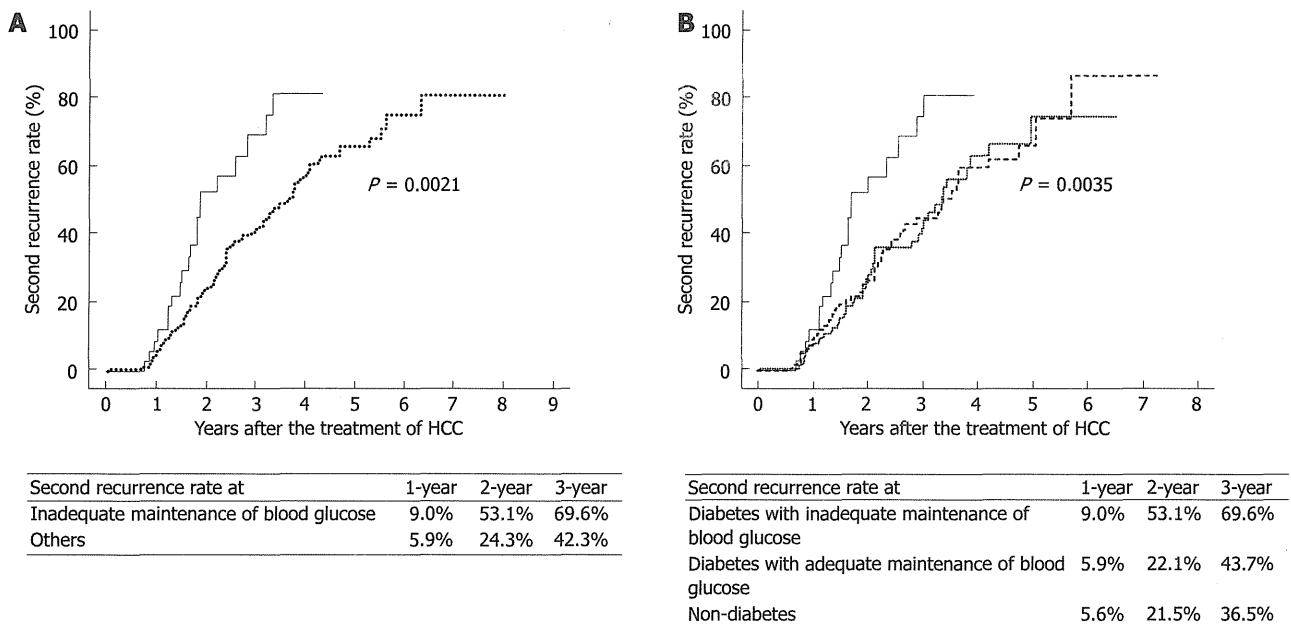 A
100
80
60
40
20
0
Second recurrence rate (%)
P = 0.0021
0 1 2 3 4 5 6 7 8 9
Years after the treatment of HCC
Second recurrence rate at 1-year 2-year 3-year
Inadequate maintenance of blood glucose 9.0% 53.1% 69.6%
Others 5.9% 24.3% 42.3%
B
100
80
60
40
20
0
Second recurrence rate (%)
P = 0.0035
0 1 2 3 4 5 6 7 8
Years after the treatment of HCC
Second recurrence rate at 1-year 2-year 3-year
Diabetes with inadequate maintenance of 9.0% 53.1% 69.6%
blood glucose
Diabetes with adequate maintenance of blood 5.9% 22.1% 43.7%
glucose
Non-diabetes 5.6% 21.5% 36.5%